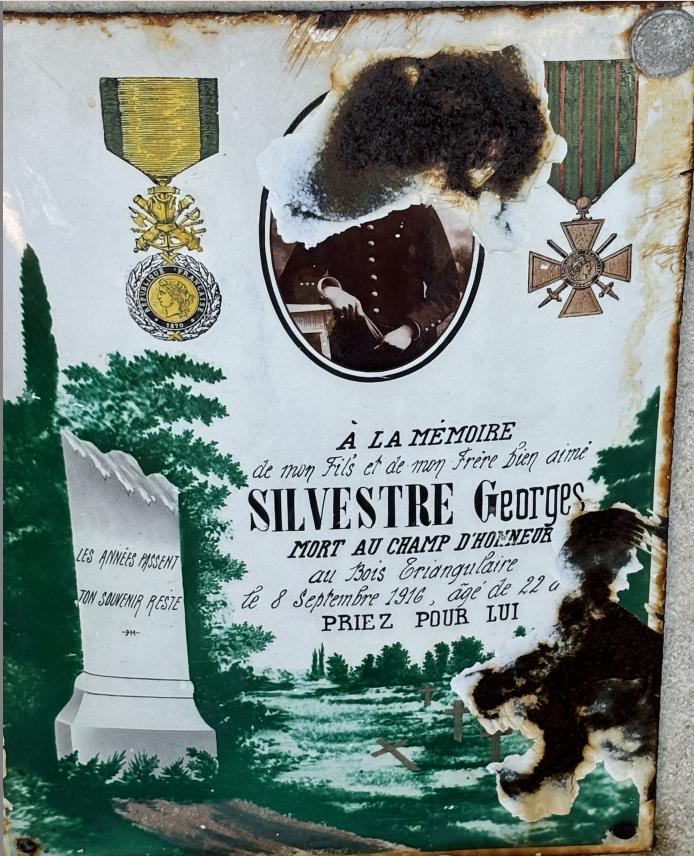 RÉPUBLIQUE FRANÇAISE
1870
À LA MÉMOIRE
de mon Fils et de mon Frère bien aimé
SILVESTRE Georges
MORT AU CHAMP D'HONNEUR
au Bois Triangulaire
le 8 Septembre 1916, âgé de 22 a
PRIEZ POUR LUI
LES ANNÉES PASSENT
TON SOUVENIR RESTE